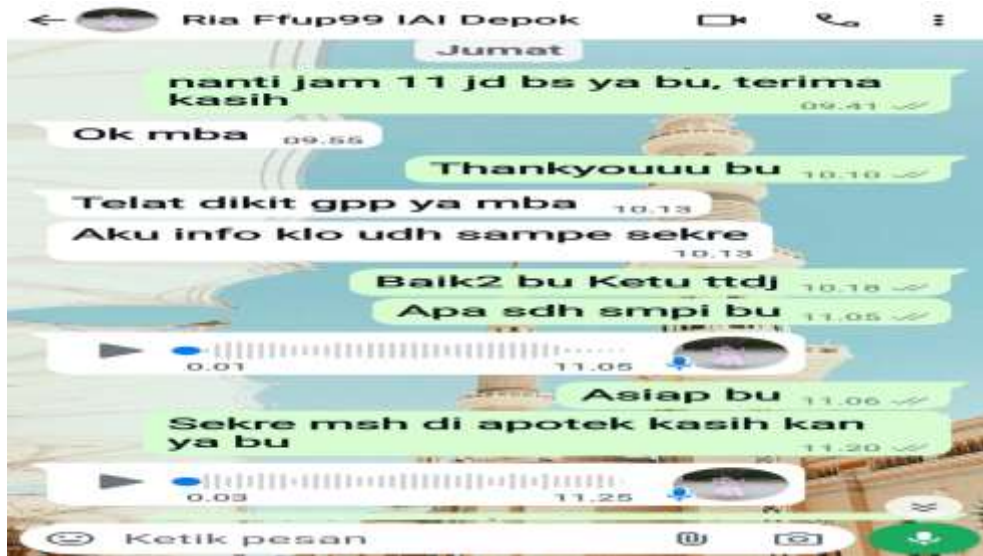 Ria Ffup99 IAI Depok
Jumat
nanti jam 11 jd bs ya bu, terima
kasih
09.41
Ok mba 09.55
Thankyouuu bu 10.10
Telat dikit gpp ya mba 10.13
Aku info klo udh sampe sekre
10.13
Baik2 bu Ketu ttdj 10.18
Apa sdh smpi bu 11.05
0.01 11.05
Asiap bu 11.06
Sekre msh di apotek kasih kan
ya bu
11.20
0.03 11.25
Ketik pesan